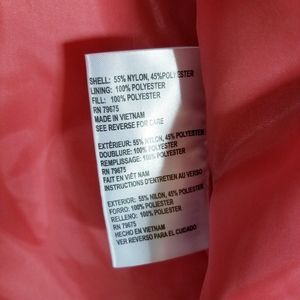 SHELL: 55% NYLON, 45% POLYESTER
LINING: 100% POLYESTER
FILL: 100% POLYESTER
RN 79675
MADE IN VIETNAM
SEE REVERSE FOR CARE
EXTÉRIEUR: 55% NYLON, 45% POLYESTER
DOUBLURE: 100% POLYESTER
REMPLISSAGE: 100% POLYESTER
RN 79675
FAIT EN VIÊT NAM
INSTRUCTIONS D'ENTRETIEN AU VERSO
EXTERIOR: 55% NILON, 45% POLIESTER
FORRO: 100% POLIESTER
RELLENO: 100% POLIESTER
RN 79675
HECHO EN VIETNAM
VER REVERSO PARA EL CUIDADO